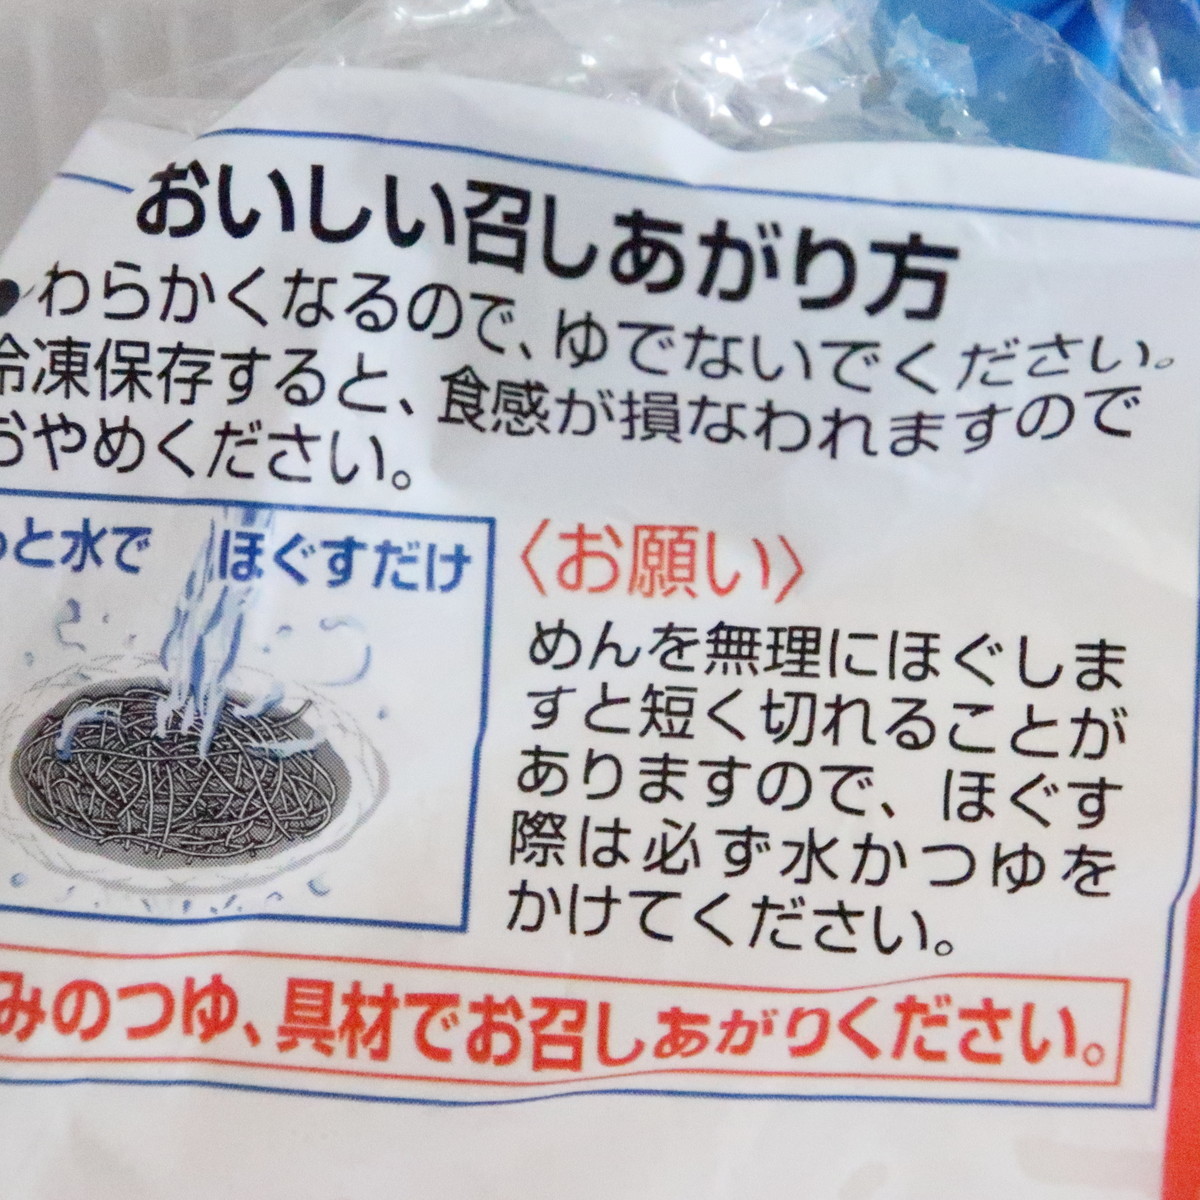 おいしい召しあがり方
●わらかくなるので、ゆでないでください。
冷凍保存すると、食感が損なわれますので
おやめください。
っと水で ほぐすだけ
〈お願い〉
めんを無理にほぐしま
すと短く切れることが
ありますので、ほぐす
際は必ず水かつゆを
かけてください。
みのつゆ、具材でお召しあがりください。